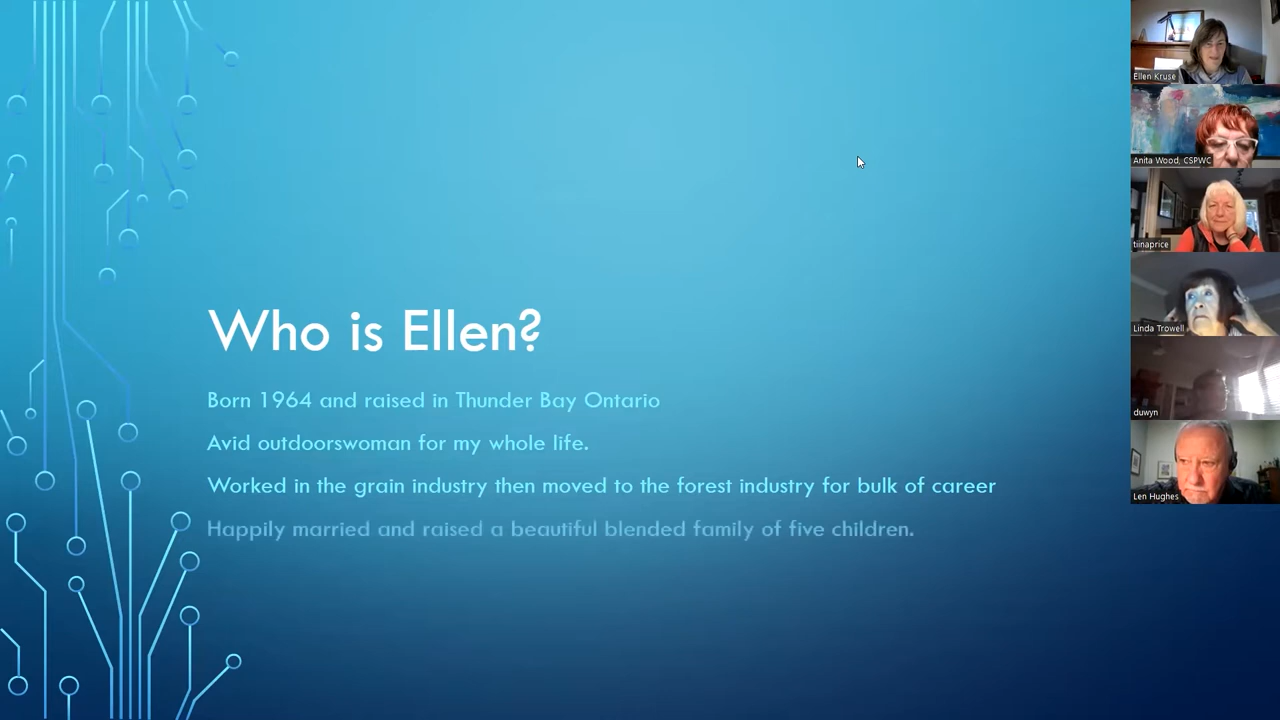 Who is Ellen?
Born 1964 and raised in Thunder Bay Ontario
Avid outdoorswoman for my whole life.
Worked in the grain industry then moved to the forest industry for bulk of career
Happily married and raised a beautiful blended family of five children.
Ellen Kruse
Anita Wood, CSPWC
tiinaprice
Linda Trowell
duwyn
Len Hughes